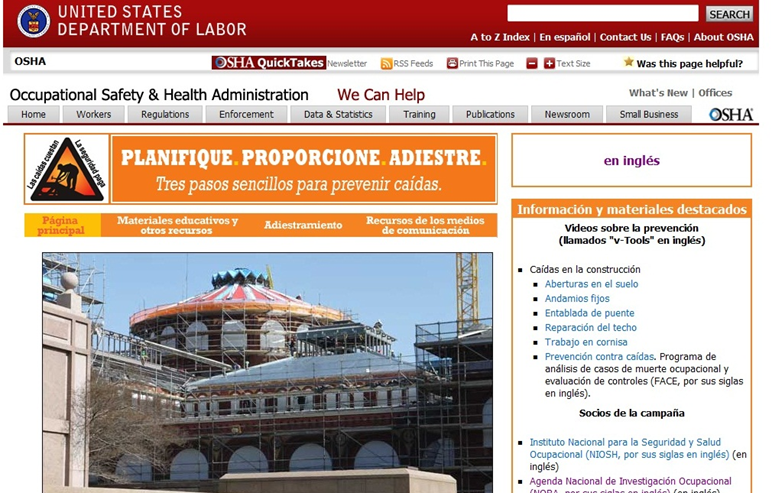 UNITED STATES
DEPARTMENT OF LABOR
SEARCH
A to Z Index | En español | Contact Us | FAQs | About OSHA
OSHA
OSHA QuickTakes Newsletter RSS Feeds Print This Page Text Size Was this page helpful?
Occupational Safety & Health Administration We Can Help
What's New | Offices
Home Workers Regulations Enforcement Data & Statistics Training Publications Newsroom Small Business OSHA
Las caídas cuestan
La seguridad paga
PLANIFIQUE. PROPORCIONE. ADIESTRE.
Tres pasos sencillos para prevenir caídas.
Página principal
Materiales educativos y otros recursos
Adiestramiento
Recursos de los medios de comunicación
en inglés
Información y materiales destacados
Videos sobre la prevención
(llamados "v-Tools" en inglés)
Caídas en la construcción
Aberturas en el suelo
Andamios fijos
Entablada de puente
Reparación del techo
Trabajo en cornisa
Prevención contra caídas. Programa de
análisis de casos de muerte ocupacional y
evaluación de controles (FACE, por sus siglas
en inglés).
Socios de la campaña
Instituto Nacional para la Seguridad y Salud
Ocupacional (NIOSH, por sus siglas en inglés) (en
inglés)
Agenda Nacional de Investigación Ocupacional
(NORA, por sus siglas en inglés) (en inglés)